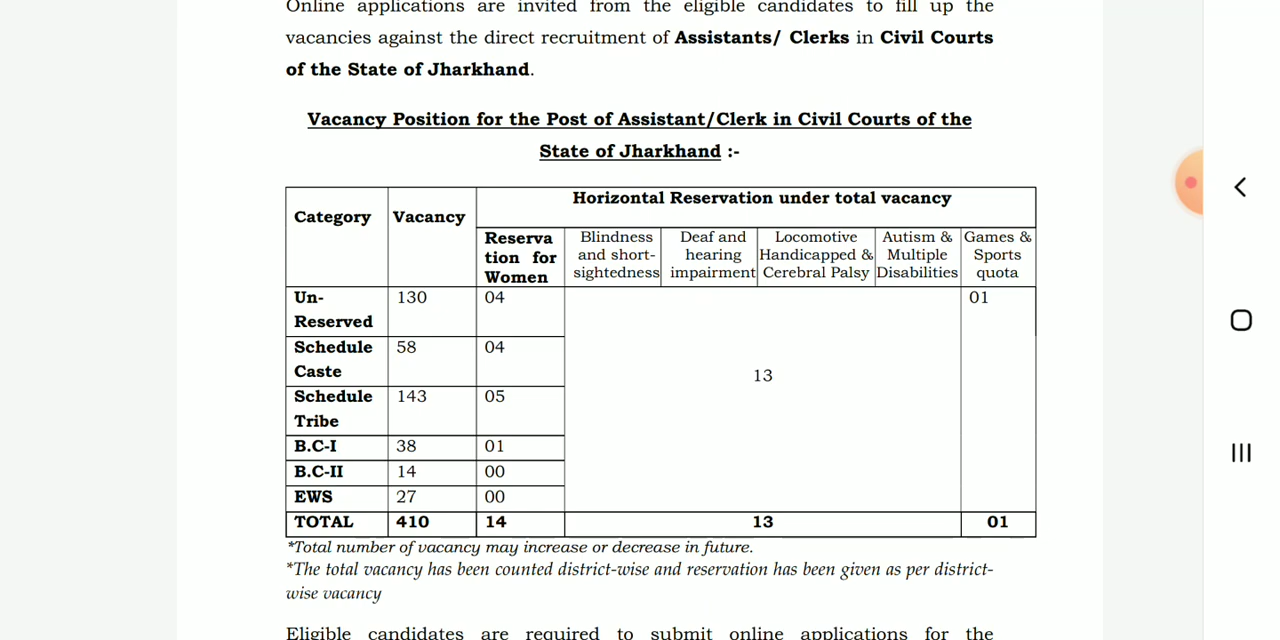 Online applications are invited from the eligible candidates to fill up the
vacancies against the direct recruitment of Assistants/ Clerks in Civil Courts
of the State of Jharkhand.
Vacancy Position for the Post of Assistant/Clerk in Civil Courts of the
State of Jharkhand :-
Category Vacancy Horizontal Reservation under total vacancy
Reserva
tion for
Women
Blindness
and short-
sightedness
Deaf and
hearing
impairment
Locomotive
Handicapped &
Cerebral Palsy
Autism &
Multiple
Disabilities
Games &
Sports
quota
Un- 130 04 01
Reserved
Schedule 58 04
Caste
13
Schedule 143 05
Tribe
B.C-I 38 01
B.C-II 14 00
EWS 27 00
TOTAL 410 14 13 01
*Total number of vacancy may increase or decrease in future.
*The total vacancy has been counted district-wise and reservation has been given as per district-
wise vacancy
Eligible candidates are required to submit online applications for the